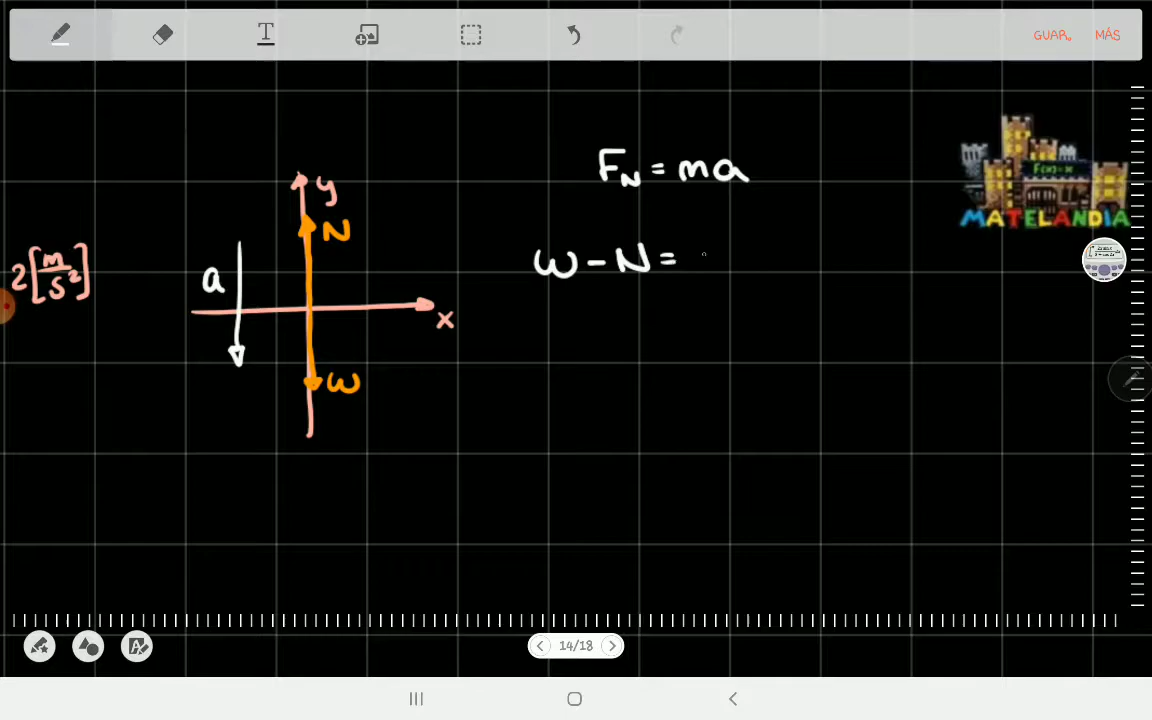 T
GUAR.
MÁS
F(x)=x
MATELANDIA
y
N
F_N = ma
W - N =
2[m/s²]
a
x
W
14/18